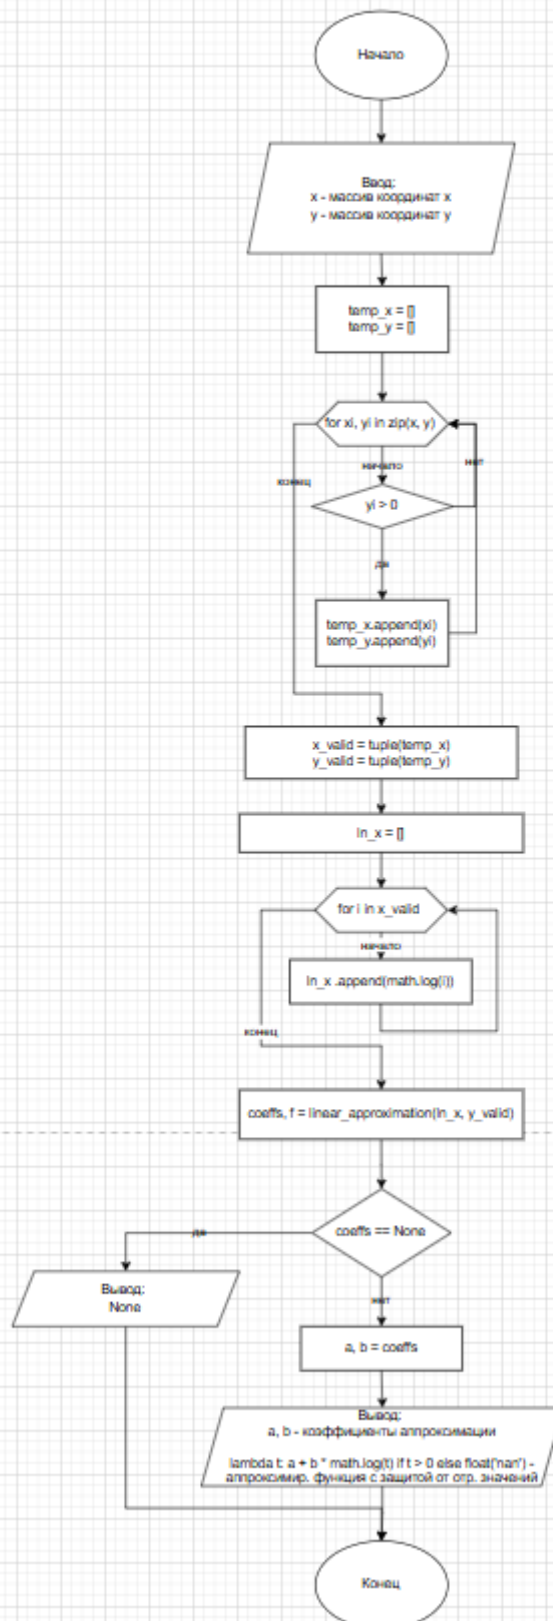 Начало
Ввод:
x - массив координат x
y - массив координат y
temp_x = []
temp_y = []
for xi, yi in zip(x, y)
начало
нет
конец
yi > 0
да
temp_x.append(xi)
temp_y.append(yi)
x_valid = tuple(temp_x)
y_valid = tuple(temp_y)
ln_x = []
for i in x_valid
начало
ln_x .append(math.log(i))
конец
coeffs, f = linear_approximation(ln_x, y_valid)
coeffs == None
да
Вывод:
None
нет
a, b = coeffs
Вывод:
a, b - коэффициенты аппроксимации
lambda t: a + b * math.log(t) if t > 0 else float('nan') -
аппроксимир. функция с защитой от отр. значений
Конец